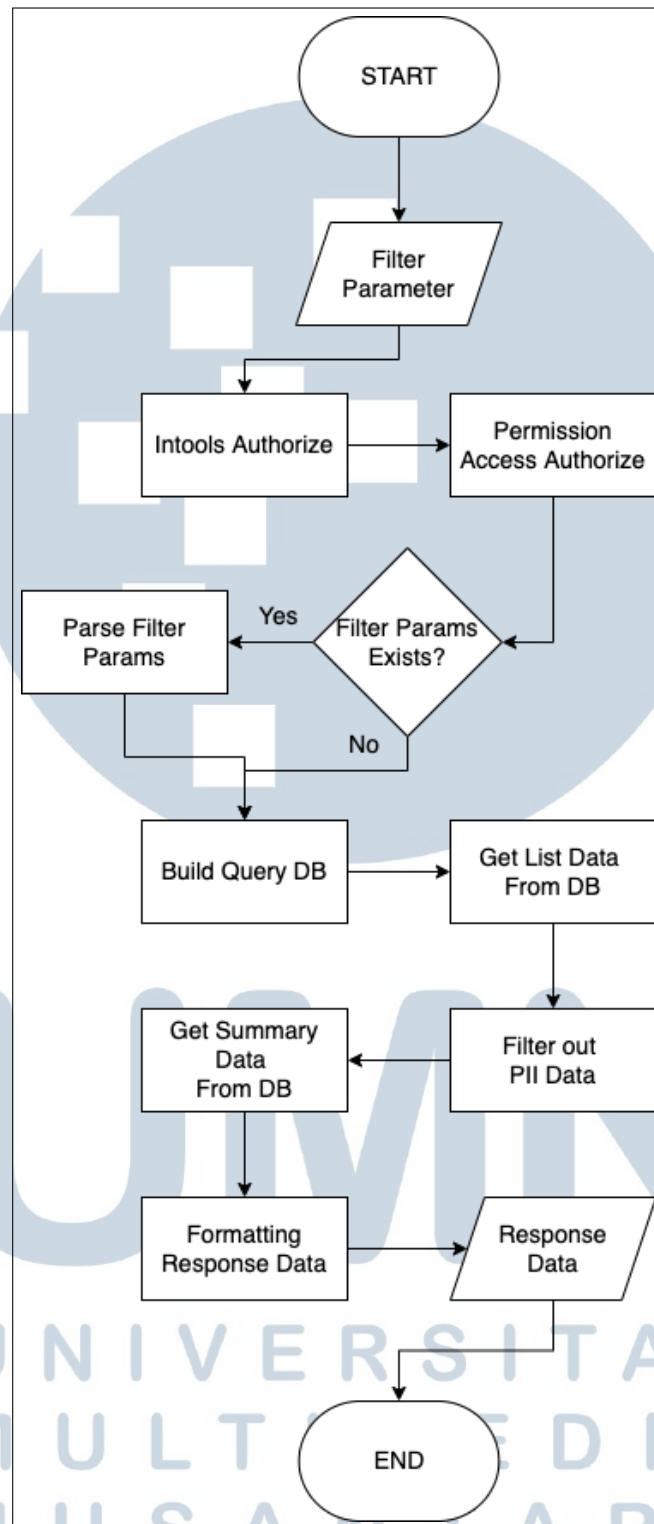 START
Filter
Parameter
Intools Authorize
Permission
Access Authorize
Filter Params
Exists?
Yes
Parse Filter
Params
No
Build Query DB
Get List Data
From DB
Filter out
PII Data
Get Summary
Data
From DB
Formatting
Response Data
Response
Data
END
UMN
UNIVERSITA